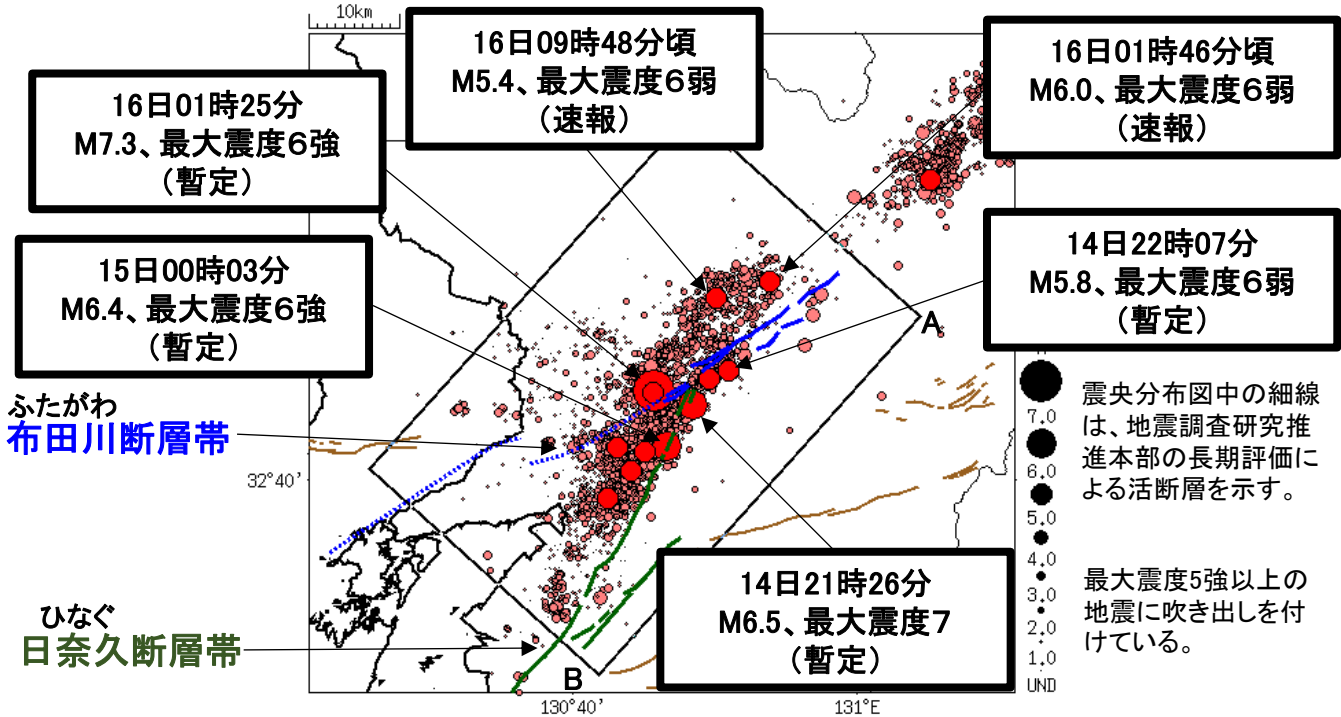 10km
16日09時48分頃
M5.4、最大震度6弱
(速報)
16日01時46分頃
M6.0、最大震度6弱
(速報)
16日01時25分
M7.3、最大震度6強
(暫定)
15日00時03分
M6.4、最大震度6強
(暫定)
14日22時07分
M5.8、最大震度6弱
(暫定)
A
ふたがわ
布田川断層帯
32°40'
7.0
6.0
5.0
4.0
3.0
2.0
1.0
UND
震央分布図中の細線
は、地震調査研究推
進本部の長期評価に
よる活断層を示す。
最大震度5強以上の
地震に吹き出しを付
けている。
14日21時26分
M6.5、最大震度7
(暫定)
ひなぐ
日奈久断層帯
B
130°40'
131°E